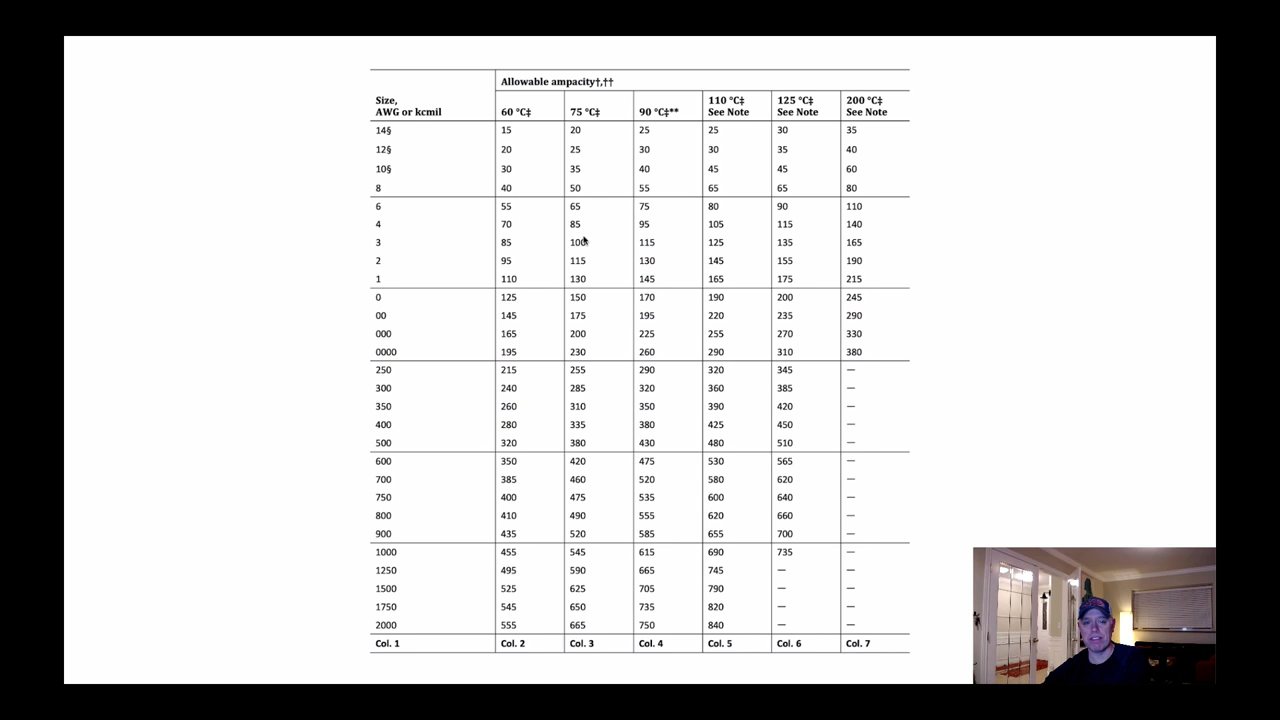 Allowable ampacity†,††
Size,
AWG or kcmil 60 °C‡ 75 °C‡ 90 °C‡** 110 °C‡ See Note 125 °C‡ See Note 200 °C‡ See Note
14§ 15 20 25 25 30 35
12§ 20 25 30 30 35 40
10§ 30 35 40 45 45 60
8 40 50 55 65 65 80
6 55 65 75 80 90 110
4 70 85 95 105 115 140
3 85 100 115 125 135 165
2 95 115 130 145 155 190
1 110 130 145 165 175 215
0 125 150 170 190 200 245
00 145 175 195 220 235 290
000 165 200 225 255 270 330
0000 195 230 260 290 310 380
250 215 255 290 320 345 —
300 240 285 320 360 385 —
350 260 310 350 390 420 —
400 280 335 380 425 450 —
500 320 380 430 480 510 —
600 350 420 475 530 565 —
700 385 460 520 580 620 —
750 400 475 535 600 640 —
800 410 490 555 620 660 —
900 435 520 585 655 700 —
1000 455 545 615 690 735 —
1250 495 590 665 745 — —
1500 525 625 705 790 — —
1750 545 650 735 820 — —
2000 555 665 750 840 — —
Col. 1 Col. 2 Col. 3 Col. 4 Col. 5 Col. 6 Col. 7